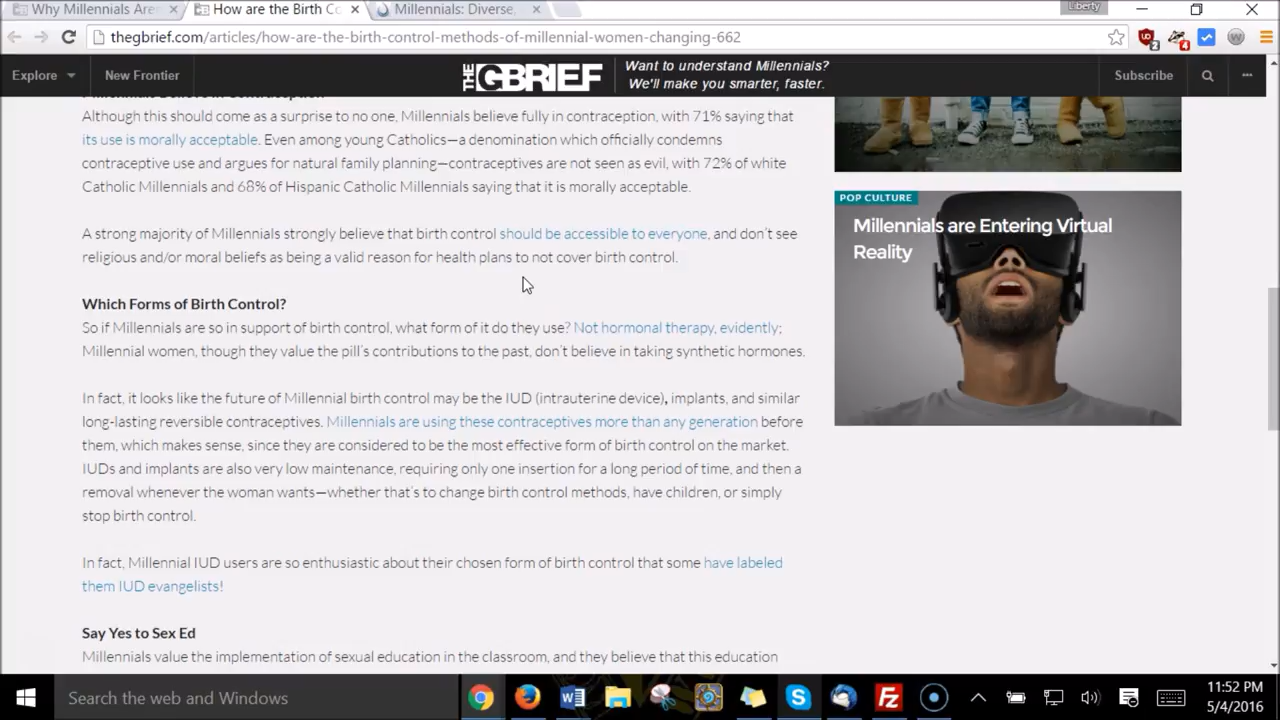 Why Millennials Aren
How are the Birth Co
Millennials: Diverse,
Liberty
thegbrief.com/articles/how-are-the-birth-control-methods-of-millennial-women-changing-662
2
4
Explore
New Frontier
THE GBRIEF
Want to understand Millennials?
We'll make you smarter, faster.
Subscribe
Millennials Believe in Contraception
Although this should come as a surprise to no one, Millennials believe fully in contraception, with 71% saying that
its use is morally acceptable. Even among young Catholics—a denomination which officially condemns
contraceptive use and argues for natural family planning—contraceptives are not seen as evil, with 72% of white
Catholic Millennials and 68% of Hispanic Catholic Millennials saying that it is morally acceptable.
A strong majority of Millennials strongly believe that birth control should be accessible to everyone, and don't see
religious and/or moral beliefs as being a valid reason for health plans to not cover birth control.
Which Forms of Birth Control?
So if Millennials are so in support of birth control, what form of it do they use? Not hormonal therapy, evidently;
Millennial women, though they value the pill's contributions to the past, don't believe in taking synthetic hormones.
In fact, it looks like the future of Millennial birth control may be the IUD (intrauterine device), implants, and similar
long-lasting reversible contraceptives. Millennials are using these contraceptives more than any generation before
them, which makes sense, since they are considered to be the most effective form of birth control on the market.
IUDs and implants are also very low maintenance, requiring only one insertion for a long period of time, and then a
removal whenever the woman wants—whether that's to change birth control methods, have children, or simply
stop birth control.
In fact, Millennial IUD users are so enthusiastic about their chosen form of birth control that some have labeled
them IUD evangelists!
Say Yes to Sex Ed
Millennials value the implementation of sexual education in the classroom, and they believe that this education
POP CULTURE
Millennials are Entering Virtual
Reality
Search the web and Windows
11:52 PM
5/4/2016